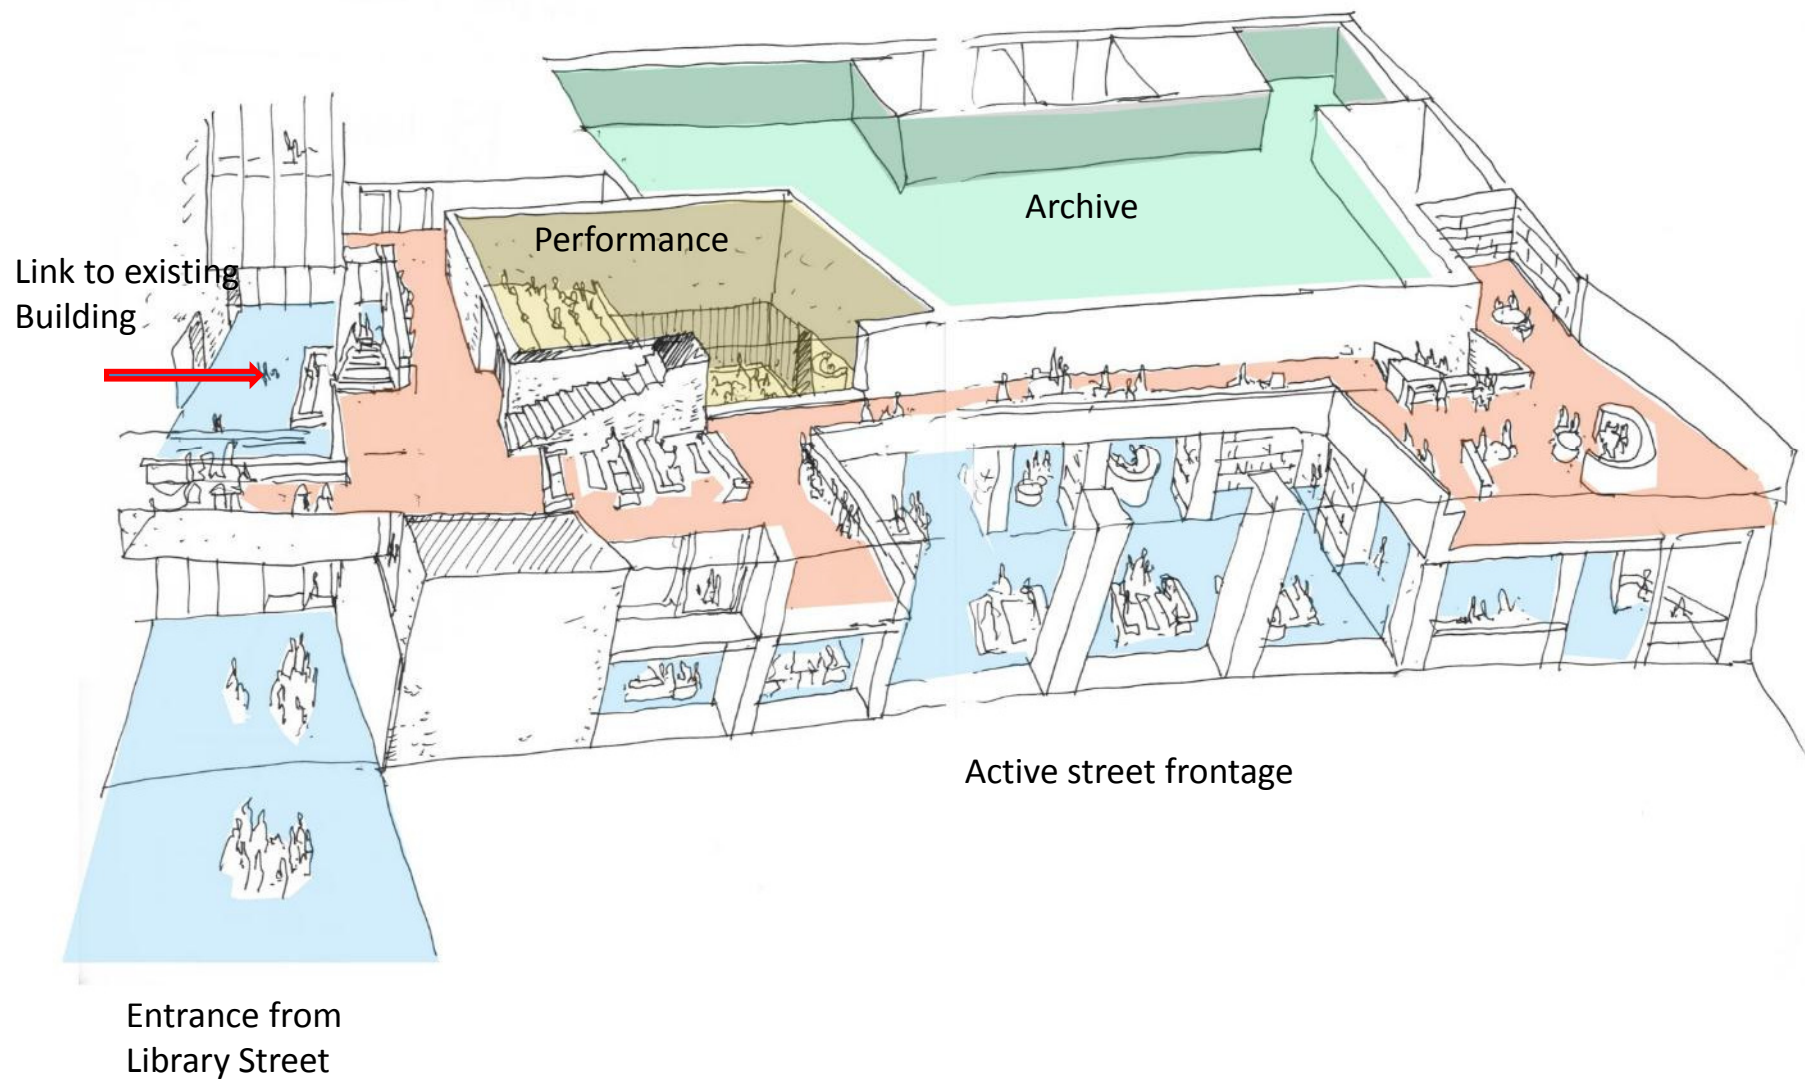 Archive
Performance
Link to existing
Building
Active street frontage
Entrance from
Library Street